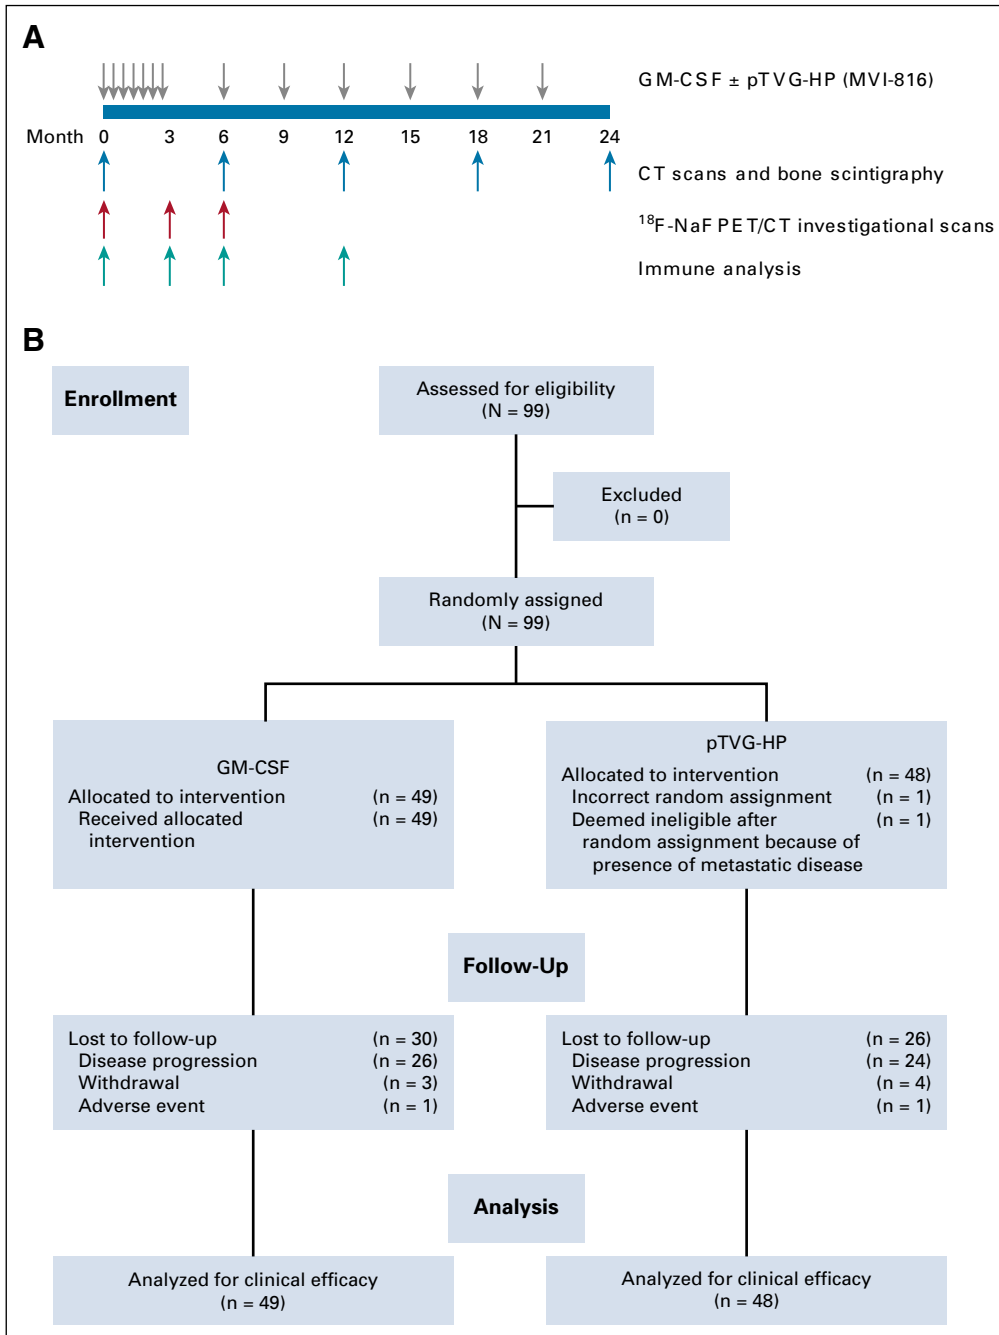 A
GM-CSF ± pTVG-HP (MVI-816)
Month 0 3 6 9 12 15 18 21 24
CT scans and bone scintigraphy
¹⁸F-NaF PET/CT investigational scans
Immune analysis
B
Enrollment
Assessed for eligibility
(N = 99)
Excluded
(n = 0)
Randomly assigned
(N = 99)
GM-CSF
Allocated to intervention (n = 49)
Received allocated (n = 49)
intervention
pTVG-HP
Allocated to intervention (n = 48)
Incorrect random assignment (n = 1)
Deemed ineligible after (n = 1)
random assignment because of
presence of metastatic disease
Follow-Up
Lost to follow-up (n = 30)
Disease progression (n = 26)
Withdrawal (n = 3)
Adverse event (n = 1)
Lost to follow-up (n = 26)
Disease progression (n = 24)
Withdrawal (n = 4)
Adverse event (n = 1)
Analysis
Analyzed for clinical efficacy
(n = 49)
Analyzed for clinical efficacy
(n = 48)